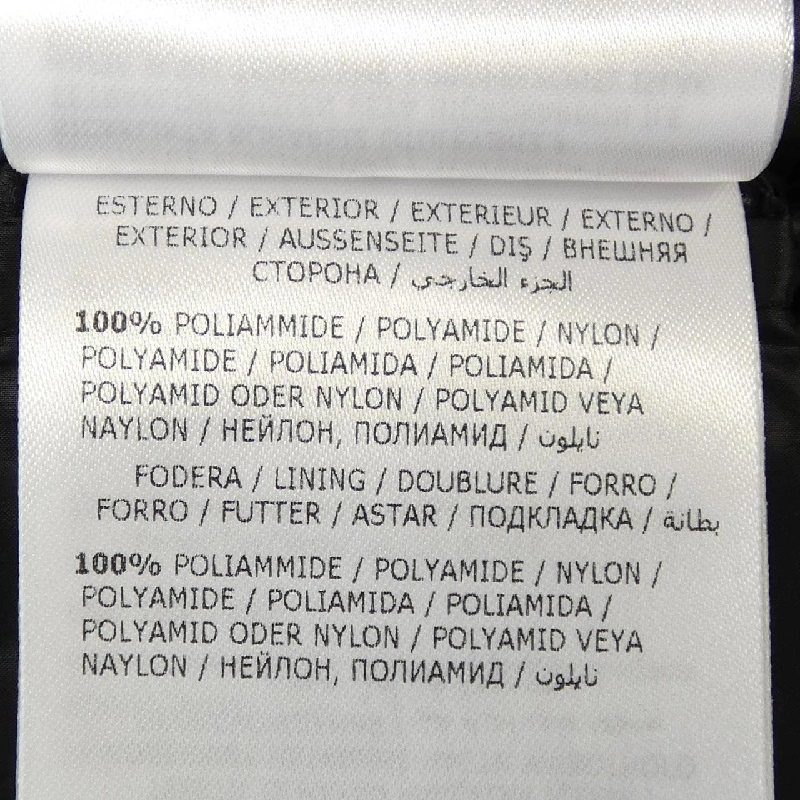 ESTERNO / EXTERIOR / EXTERIEUR / EXTERNO /
EXTERIOR / AUSSENSEITE / DIŞ / ВНЕШНЯЯ
СТОРОНА / الجزء الخارجي
100% POLIAMMIDE / POLYAMIDE / NYLON /
POLYAMIDE / POLIAMIDA / POLIAMIDA /
POLYAMID ODER NYLON / POLYAMID VEYA
NAYLON / НЕЙЛОН, ПОЛИАМИД / نايلون
FODERA / LINING / DOUBLURE / FORRO /
FORRO / FUTTER / ASTAR / ПОДКЛАДКА / بطانة
100% POLIAMMIDE / POLYAMIDE / NYLON /
POLYAMIDE / POLIAMIDA / POLIAMIDA /
POLYAMID ODER NYLON / POLYAMID VEYA
NAYLON / НЕЙЛОН, ПОЛИАМИД / نايلون